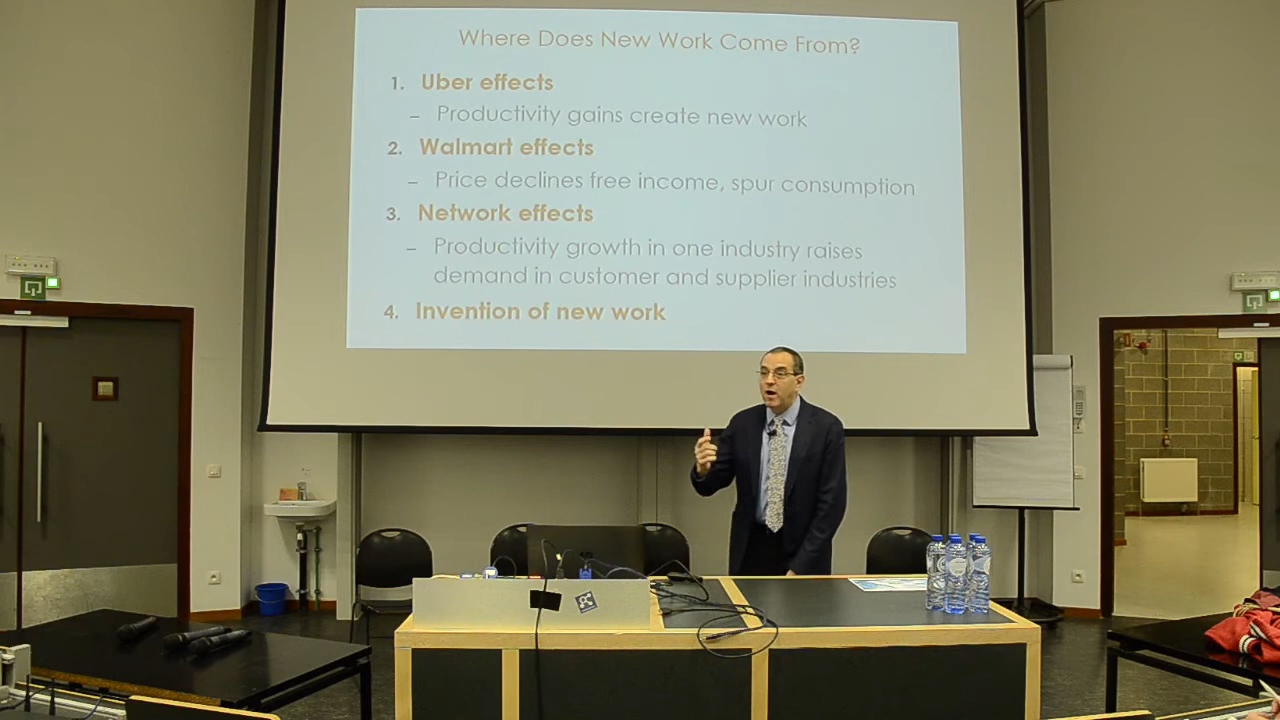 Where Does New Work Come From?
1. Uber effects
– Productivity gains create new work
2. Walmart effects
– Price declines free income, spur consumption
3. Network effects
– Productivity growth in one industry raises
demand in customer and supplier industries
4. Invention of new work